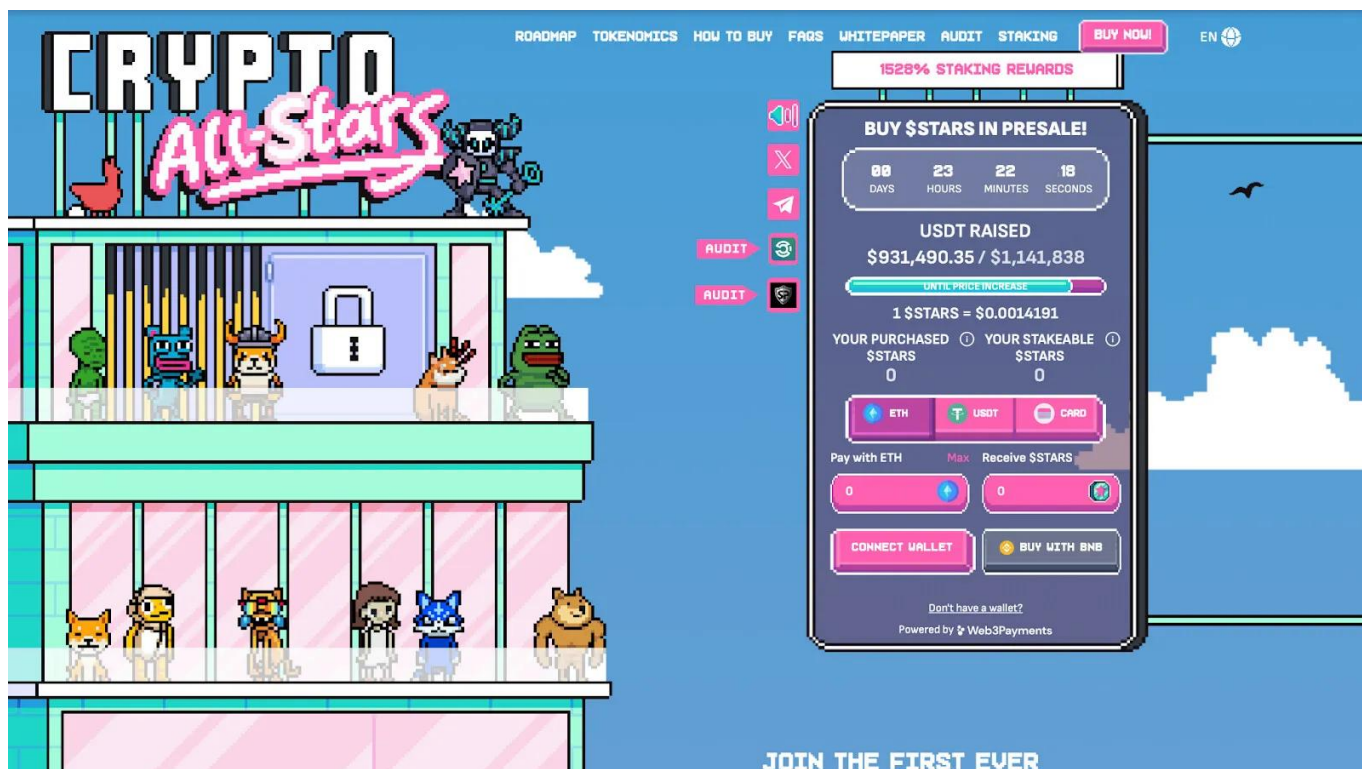 CRYPTO
All-Stars
ROADMAP TOKENOMICS HOW TO BUY FAQS WHITEPAPER AUDIT STAKING BUY NOW! EN
1528% STAKING REWARDS
BUY $STARS IN PRESALE!
00 23 22 18
DAYS HOURS MINUTES SECONDS
USDT RAISED
$931,490.35 / $1,141,838
UNTIL PRICE INCREASE
1 $STARS = $0.0014191
YOUR PURCHASED $STARS
0
YOUR STAKEABLE $STARS
0
ETH USDT CARD
Pay with ETH Max Receive $STARS
0 0
CONNECT WALLET BUY WITH BNB
Don't have a wallet?
Powered by Web3Payments
AUDIT
AUDIT
JOIN THE FIRST EVER